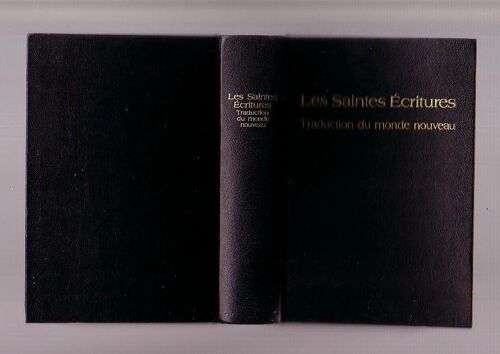 Les Saintes
Écritures
Traduction
du monde
nouveau
Les Saintes Écritures
Traduction du monde nouveau